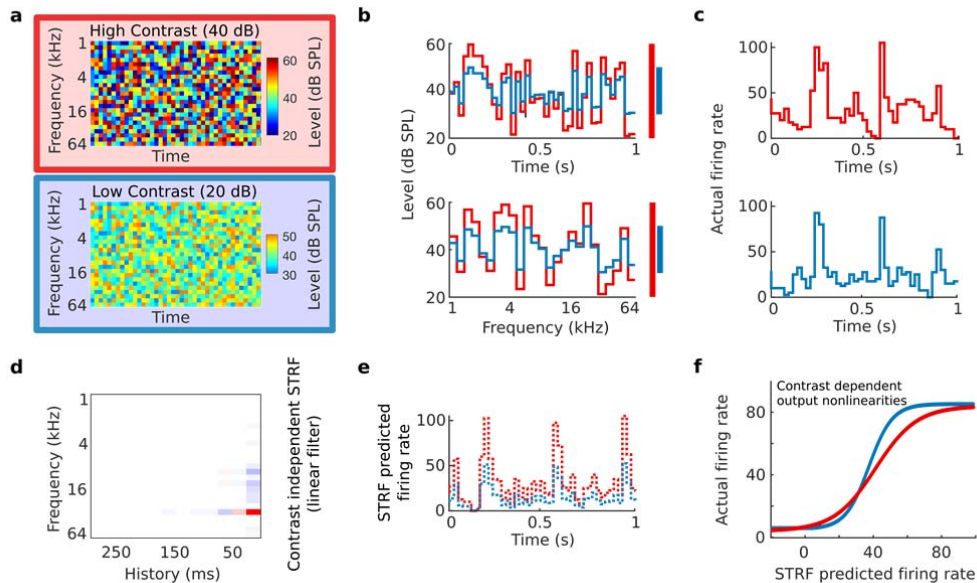 a
High Contrast (40 dB)
Frequency (kHz)
1
4
16
64
Time
60
40
20
Level (dB SPL)
Low Contrast (20 dB)
Frequency (kHz)
1
4
16
64
Time
50
40
30
Level (dB SPL)
b
Level (dB SPL)
60
40
20
0
0.5
1
Time (s)
60
40
20
1
4
16
64
Frequency (kHz)
c
Actual firing rate
100
50
0
0
0.5
1
Time (s)
100
50
0
0
0.5
1
Time (s)
d
Frequency (kHz)
1
4
16
64
250
150
50
History (ms)
Contrast independent STRF
(linear filter)
e
STRF predicted
firing rate
100
50
0
0
0.5
1
Time (s)
f
Contrast dependent
output nonlinearities
Actual firing rate
80
40
0
0
40
80
STRF predicted firing rate